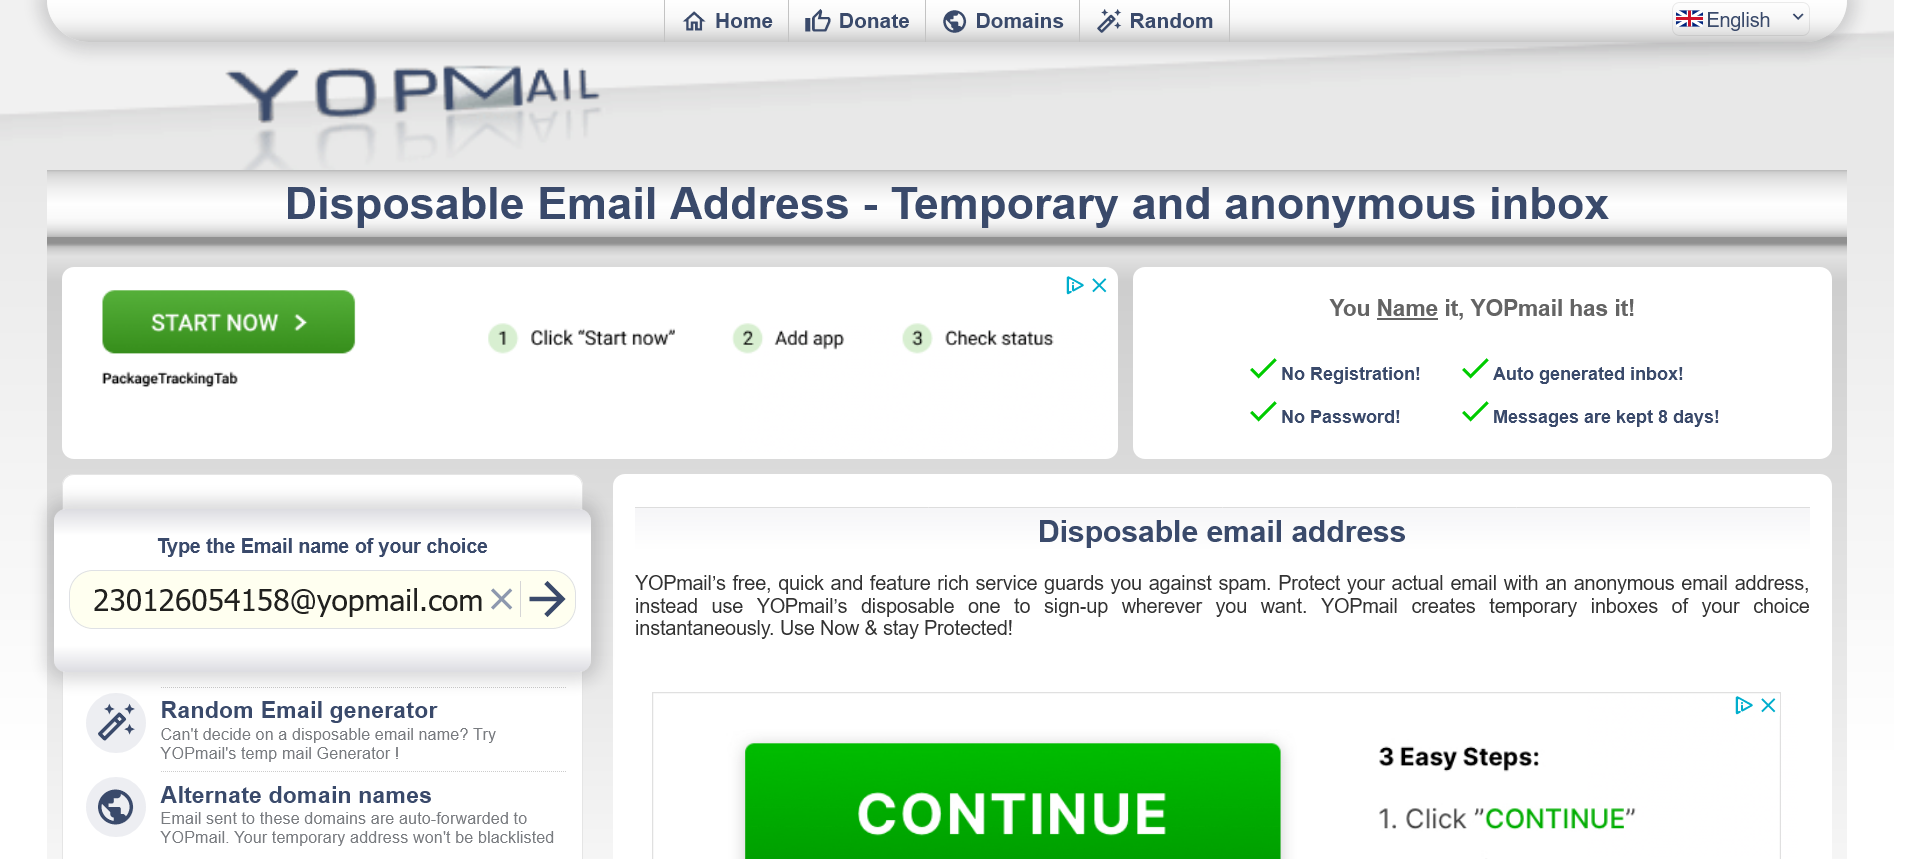 Home
Donate
Domains
Random
English
YOPMAIL
Disposable Email Address - Temporary and anonymous inbox
START NOW
PackageTrackingTab
1 Click “Start now”
2 Add app
3 Check status
You Name it, YOPmail has it!
No Registration!
Auto generated inbox!
No Password!
Messages are kept 8 days!
Type the Email name of your choice
230126054158@yopmail.com
Random Email generator
Can't decide on a disposable email name? Try
YOPmail's temp mail Generator !
Alternate domain names
Email sent to these domains are auto-forwarded to
YOPmail. Your temporary address won't be blacklisted
Disposable email address
YOPmail’s free, quick and feature rich service guards you against spam. Protect your actual email with an anonymous email address,
instead use YOPmail’s disposable one to sign-up wherever you want. YOPmail creates temporary inboxes of your choice
instantaneously. Use Now & stay Protected!
CONTINUE
3 Easy Steps:
1. Click ”CONTINUE”